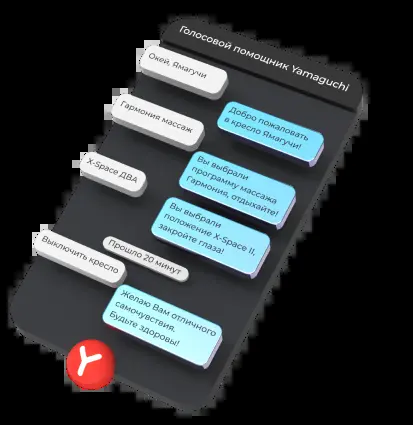 Голосовой помощник Yamaguchi
Окей, Ямагучи
Добро пожаловать
в кресло Ямагучи!
Гармония массаж
Вы выбрали
программу массажа
Гармония, отдыхайте!
X-Space ДВА
Вы выбрали
положение X-Space II,
закройте глаза!
Прошло 20 минут
Выключить кресло
Желаю Вам отличного
самочувствия.
Будьте здоровы!